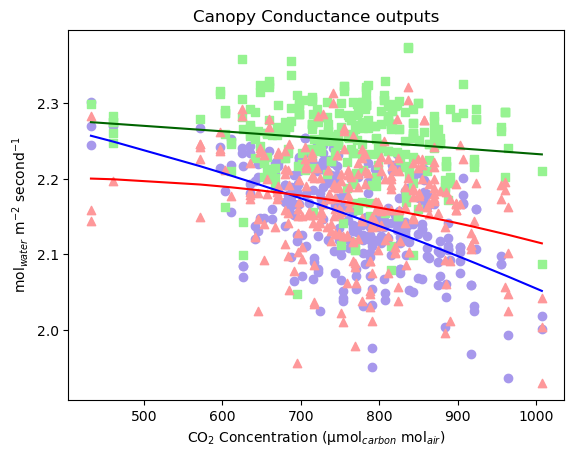 Canopy Conductance outputs
mol_water m⁻² second⁻¹
2.3
2.2
2.1
2.0
500 600 700 800 900 1000
CO₂ Concentration (μmol_carbon mol_air)